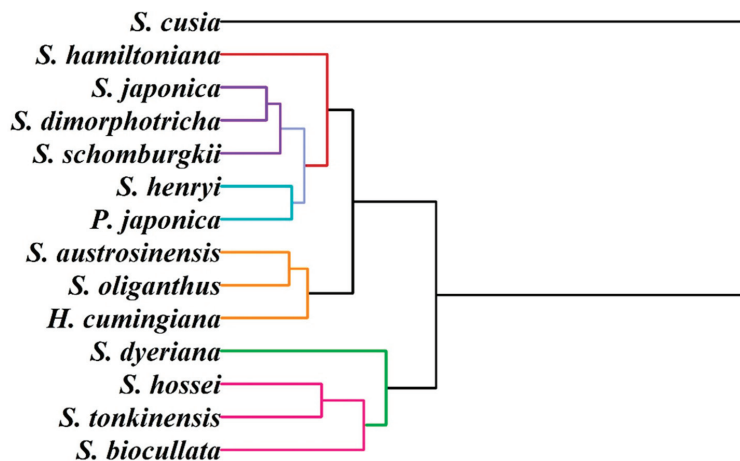 S. cusia
S. hamiltoniana
S. japonica
S. dimorphotricha
S. schomburgkii
S. henryi
P. japonica
S. austrosinensis
S. oliganthus
H. cumingiana
S. dyeriana
S. hossei
S. tonkinensis
S. biocullata